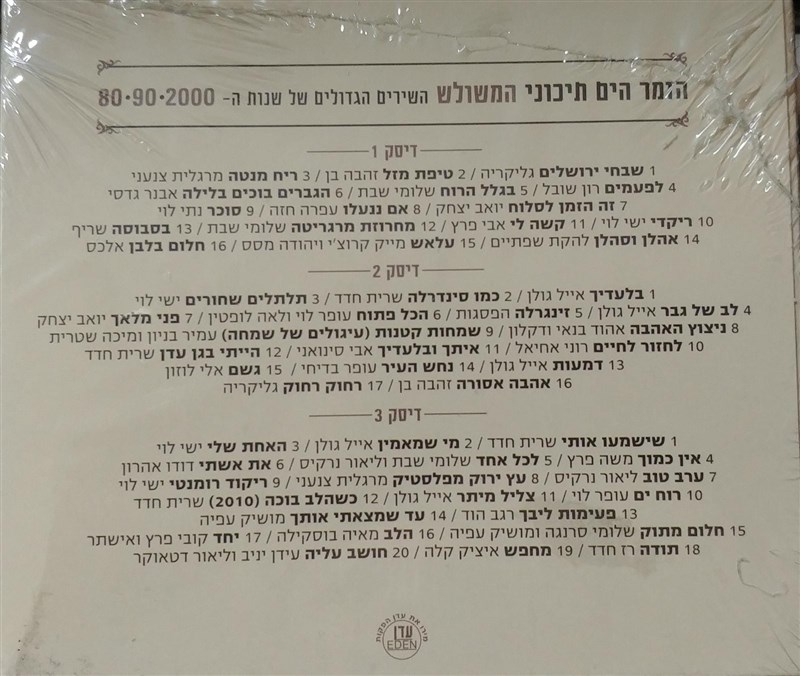 הזמר הים תיכוני המשולש השירים הגדולים של שנות ה- 80•90•2000
דיסק 1
1 שבחי ירושלים גליקריה / 2 טיפת מזל זהבה בן / 3 ריח מנטה מרגלית צנעני
4 לפעמים רון שובל / 5 בגלל הרוח שלומי שבת / 6 הגברים בוכים בלילה אבנר גדסי
7 זה הזמן לסלוח יואב יצחק / 8 אם ננעלו עפרה חזה / 9 סוכר נתי לוי
10 ריקדי ישי לוי / 11 קשה לי אבי פרץ / 12 מחרוזת מרגריטה שלומי שבת / 13 בסבוסה שריף
14 אהלן וסהלן להקת שפתיים / 15 עלאש מייק קרוצ'י ויהודה מסס / 16 חלום בלבן אלכס
דיסק 2
1 בלעדיך אייל גולן / 2 כמו סינדרלה שרית חדד / 3 תלתלים שחורים ישי לוי
4 לב של גבר אייל גולן / 5 זינגרלה הפסגות / 6 הכל פתוח עופר לוי ולאה לופטין / 7 פני מלאך יואב יצחק
8 ניצוץ האהבה אהוד בנאי ודקלון / 9 שמחות קטנות (עיגולים של שמחה) עמיר בניון ומיכה שטרית
10 לחזור לחיים רוני אחיאל / 11 איתך ובלעדיך אבי סינואני / 12 הייתי בגן עדן שרית חדד
13 דמעות אייל גולן / 14 נחש העיר עופר בדיחי / 15 גשם אלי לוזון
16 אהבה אסורה זהבה בן / 17 רחוק רחוק גליקריה
דיסק 3
1 שישמעו אותי שרית חדד / 2 מי שמאמין אייל גולן / 3 האחת שלי ישי לוי
4 אין כמוך משה פרץ / 5 לכל אחד שלומי שבת וליאור נרקיס / 6 את אשתי דודו אהרון
7 ערב טוב ליאור נרקיס / 8 עץ ירוק מפלסטיק מרגלית צנעני / 9 ריקוד רומנטי ישי לוי
10 רוח ים עופר לוי / 11 צליל מיתר אייל גולן / 12 כשהלב בוכה (2010) שרית חדד
13 פעימות ליבך רגב הוד / 14 עד שמצאתי אותך מושיק עפיה
15 חלום מתוק שלומי סרנגה ומושיק עפיה / 16 הלב מאיה בוסקילה / 17 יחד קובי פרץ ואישתר
18 תודה רז חדד / 19 מחפש איציק קלה / 20 חושב עליה עידן יניב וליאור דטאוקר
עדן
EDEN